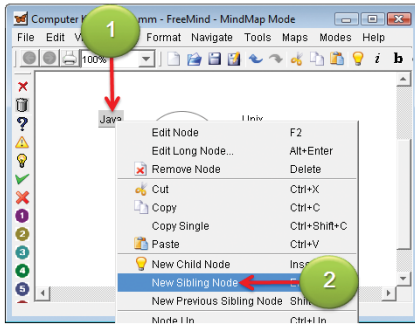 Computer mm - FreeMind - MindMap Mode
File Edit Format Navigate Tools Maps Modes Help
100% i b
1
Java Unix
Edit Node F2
Edit Long Node... Alt+Enter
Remove Node Delete
Cut Ctrl+X
Copy Ctrl+C
Copy Single Ctrl+Shift+C
Paste Ctrl+V
New Child Node
New Sibling Node
2
New Previous Sibling Node
Node Up Ctrl+Up